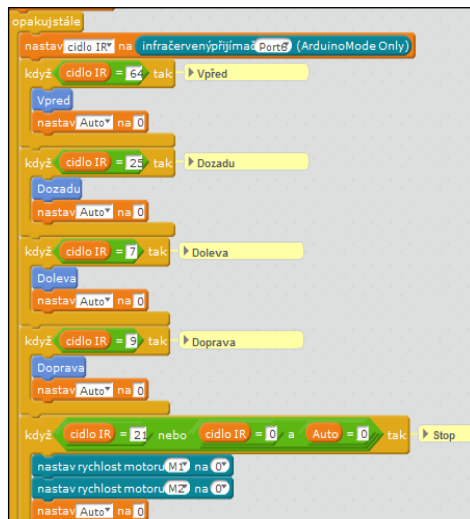 opakujstále
nastav cidlo IR na infračervenýpřijímač Port6 (ArduinoMode Only)
když cidlo IR = 64 tak Vpřed
Vpred
nastav Auto na 0
když cidlo IR = 25 tak Dozadu
Dozadu
nastav Auto na 0
když cidlo IR = 7 tak Doleva
Doleva
nastav Auto na 0
když cidlo IR = 9 tak Doprava
Doprava
nastav Auto na 0
když cidlo IR = 21 nebo cidlo IR = 0 a Auto = 0 tak Stop
nastav rychlost motoru M1 na 0
nastav rychlost motoru M2 na 0
nastav Auto na 0